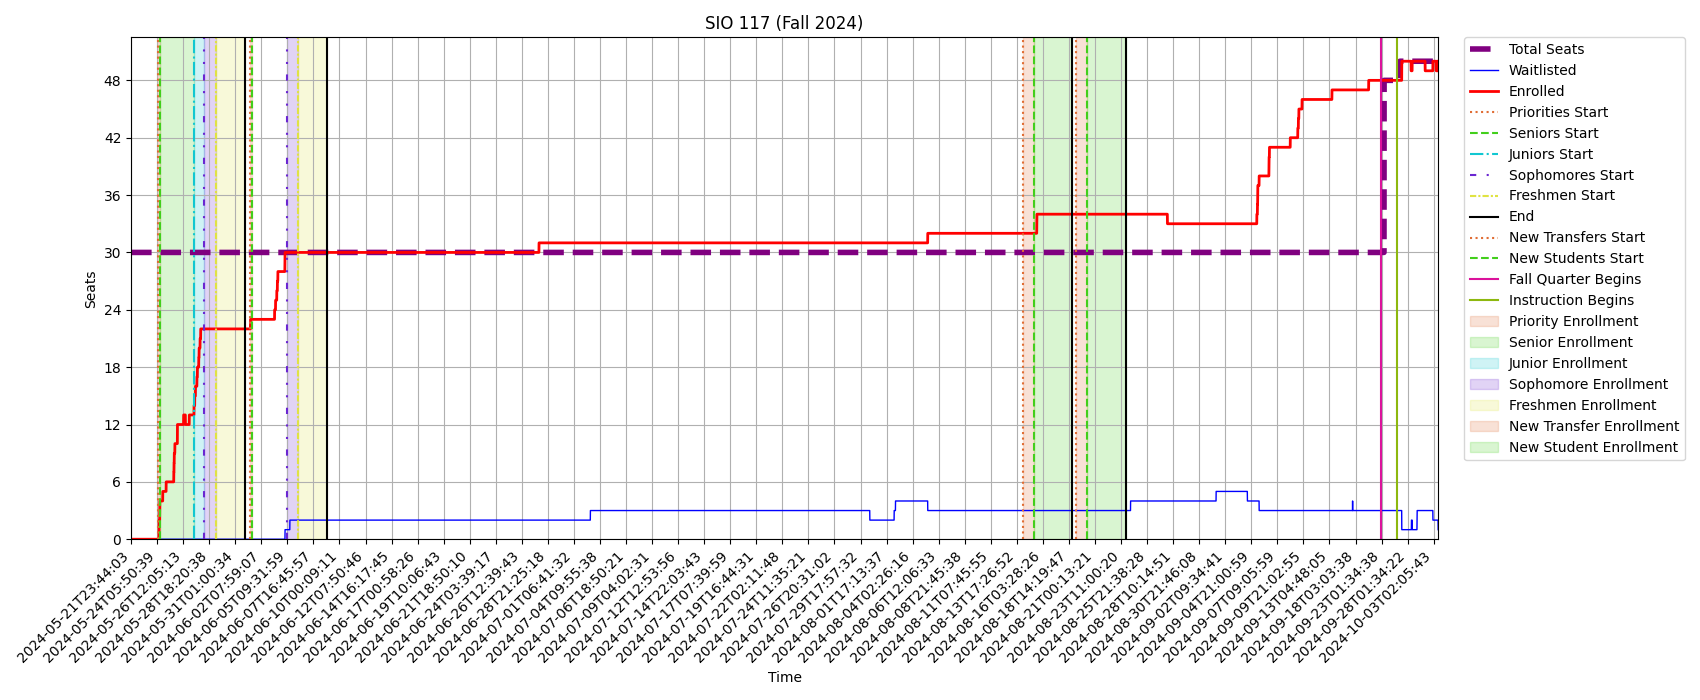 SIO 117 (Fall 2024)
Seats
48
42
36
30
24
18
12
6
0
2024-05-21T23:44:03
2024-05-24T05:50:39
2024-05-26T12:05:13
2024-05-28T18:20:38
2024-05-31T01:00:34
2024-06-02T07:59:07
2024-06-05T09:31:59
2024-06-07T16:45:57
2024-06-10T00:09:11
2024-06-12T07:50:46
2024-06-14T16:17:45
2024-06-17T00:58:26
2024-06-19T10:06:43
2024-06-21T18:50:10
2024-06-24T03:39:17
2024-06-26T12:39:43
2024-06-28T21:25:18
2024-07-01T06:41:32
2024-07-04T09:55:38
2024-07-06T18:50:21
2024-07-09T04:02:31
2024-07-12T12:53:56
2024-07-14T22:03:43
2024-07-17T07:39:59
2024-07-19T16:44:31
2024-07-22T02:11:48
2024-07-24T11:35:21
2024-07-26T20:31:02
2024-07-29T17:57:32
2024-08-01T17:13:37
2024-08-04T02:26:16
2024-08-06T12:06:33
2024-08-08T21:45:38
2024-08-11T07:45:55
2024-08-13T17:26:52
2024-08-16T03:28:26
2024-08-18T14:19:47
2024-08-21T00:13:21
2024-08-23T11:00:20
2024-08-25T21:38:28
2024-08-28T10:14:51
2024-08-30T21:46:08
2024-09-02T09:34:41
2024-09-04T21:00:59
2024-09-07T09:05:59
2024-09-09T21:02:55
2024-09-13T04:48:05
2024-09-18T03:03:38
2024-09-23T01:34:38
2024-09-28T01:34:22
2024-10-03T02:05:43
Time
Total Seats
Waitlisted
Enrolled
Priorities Start
Seniors Start
Juniors Start
Sophomores Start
Freshmen Start
End
New Transfers Start
New Students Start
Fall Quarter Begins
Instruction Begins
Priority Enrollment
Senior Enrollment
Junior Enrollment
Sophomore Enrollment
Freshmen Enrollment
New Transfer Enrollment
New Student Enrollment